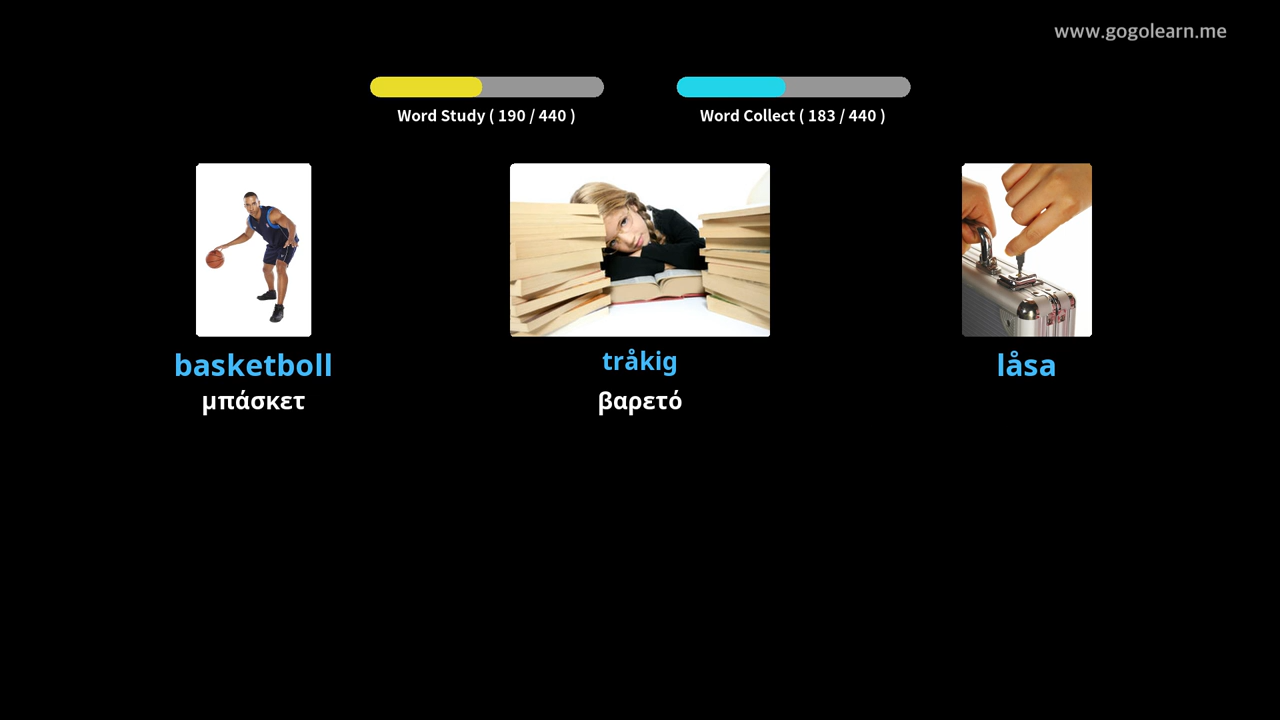 www.gogolearn.me
Word Study ( 190 / 440 )
Word Collect ( 183 / 440 )
basketboll
tråkig
låsa
μπάσκετ
βαρετό